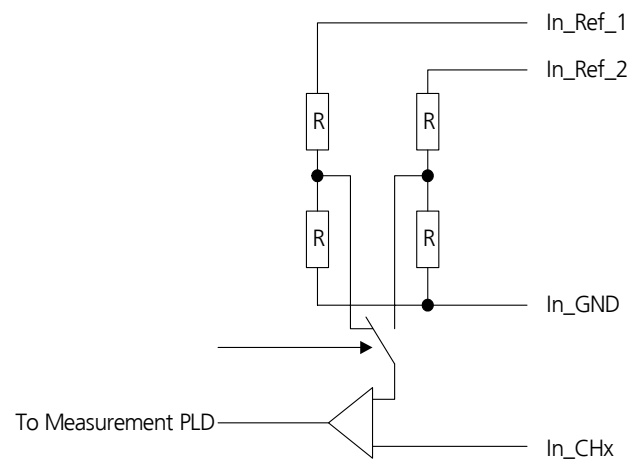 In_Ref_1
In_Ref_2
R
R
R
R
In_GND
To Measurement PLD
In_CHx